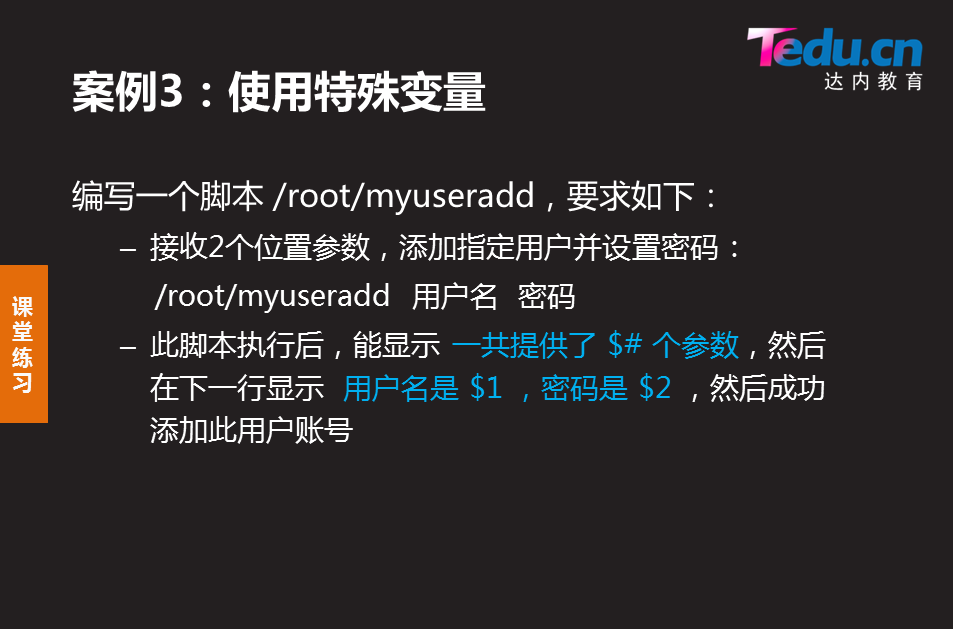 Tedu.cn
达内教育
案例3：使用特殊变量
编写一个脚本 /root/myuseradd，要求如下：
– 接收2个位置参数，添加指定用户并设置密码：
/root/myuseradd 用户名 密码
– 此脚本执行后，能显示 一共提供了 $# 个参数，然后
在下一行显示 用户名是 $1 ，密码是 $2 ，然后成功
添加此用户账号
课
堂
练
习